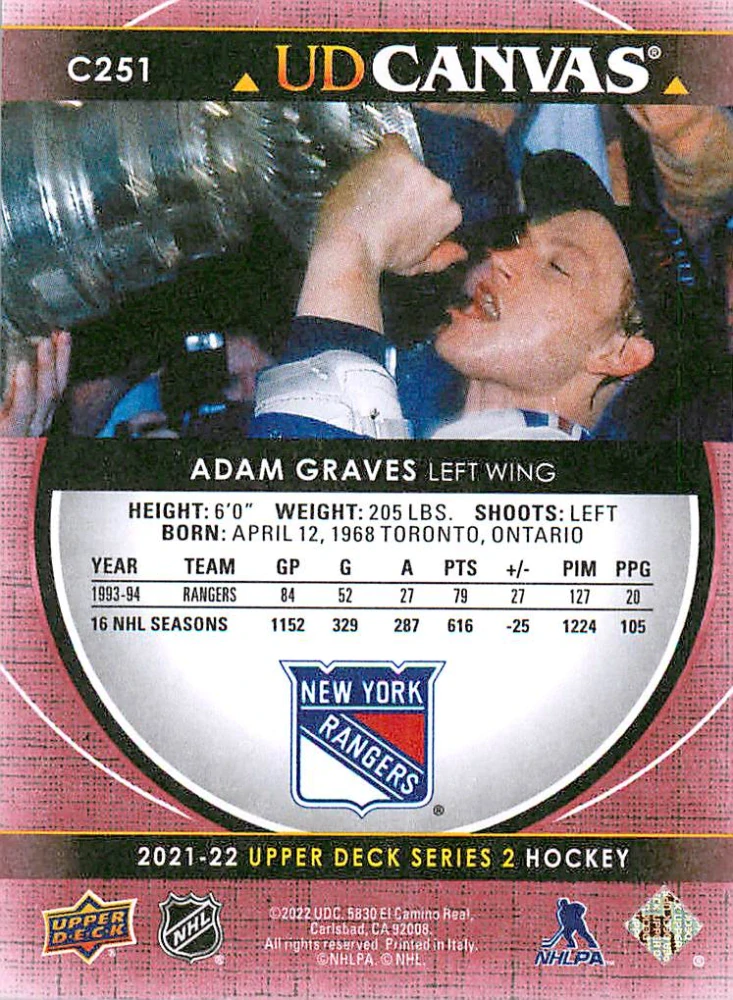 C251
UD CANVAS®
ADAM GRAVES LEFT WING
HEIGHT: 6'0" WEIGHT: 205 LBS. SHOOTS: LEFT
BORN: APRIL 12, 1968 TORONTO, ONTARIO
YEAR TEAM GP G A PTS +/- PIM PPG
1993-94 RANGERS 84 52 27 79 27 127 20
16 NHL SEASONS 1152 329 287 616 -25 1224 105
NEW YORK
RANGERS
®
2021-22 UPPER DECK SERIES 2 HOCKEY
UPPER
D·E·C·K
NHL
©2022 UDC. 5830 El Camino Real,
Carlsbad, CA 92008.
All rights reserved. Printed in Italy.
©NHLPA. © NHL.
NHLPA